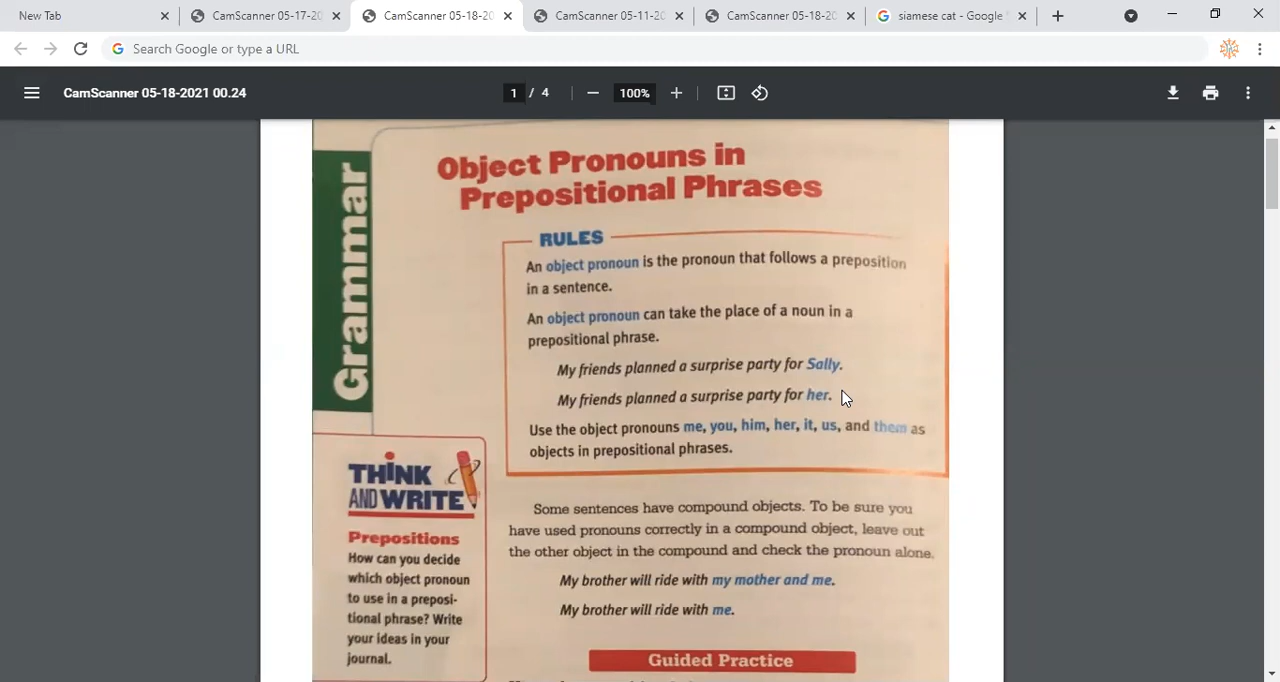 New Tab
CamScanner 05-17-20
CamScanner 05-18-20
CamScanner 05-11-20
CamScanner 05-18-20
siamese cat - Google
Search Google or type a URL
CamScanner 05-18-2021 00.24
1 / 4
100%
Grammar
Object Pronouns in
Prepositional Phrases
RULES
An object pronoun is the pronoun that follows a preposition
in a sentence.
An object pronoun can take the place of a noun in a
prepositional phrase.
My friends planned a surprise party for Sally.
My friends planned a surprise party for her.
Use the object pronouns me, you, him, her, it, us, and them as
objects in prepositional phrases.
THINK
AND WRITE
Prepositions
How can you decide
which object pronoun
to use in a preposi-
tional phrase? Write
your ideas in your
journal.
Some sentences have compound objects. To be sure you
have used pronouns correctly in a compound object, leave out
the other object in the compound and check the pronoun alone.
My brother will ride with my mother and me.
My brother will ride with me.
Guided Practice